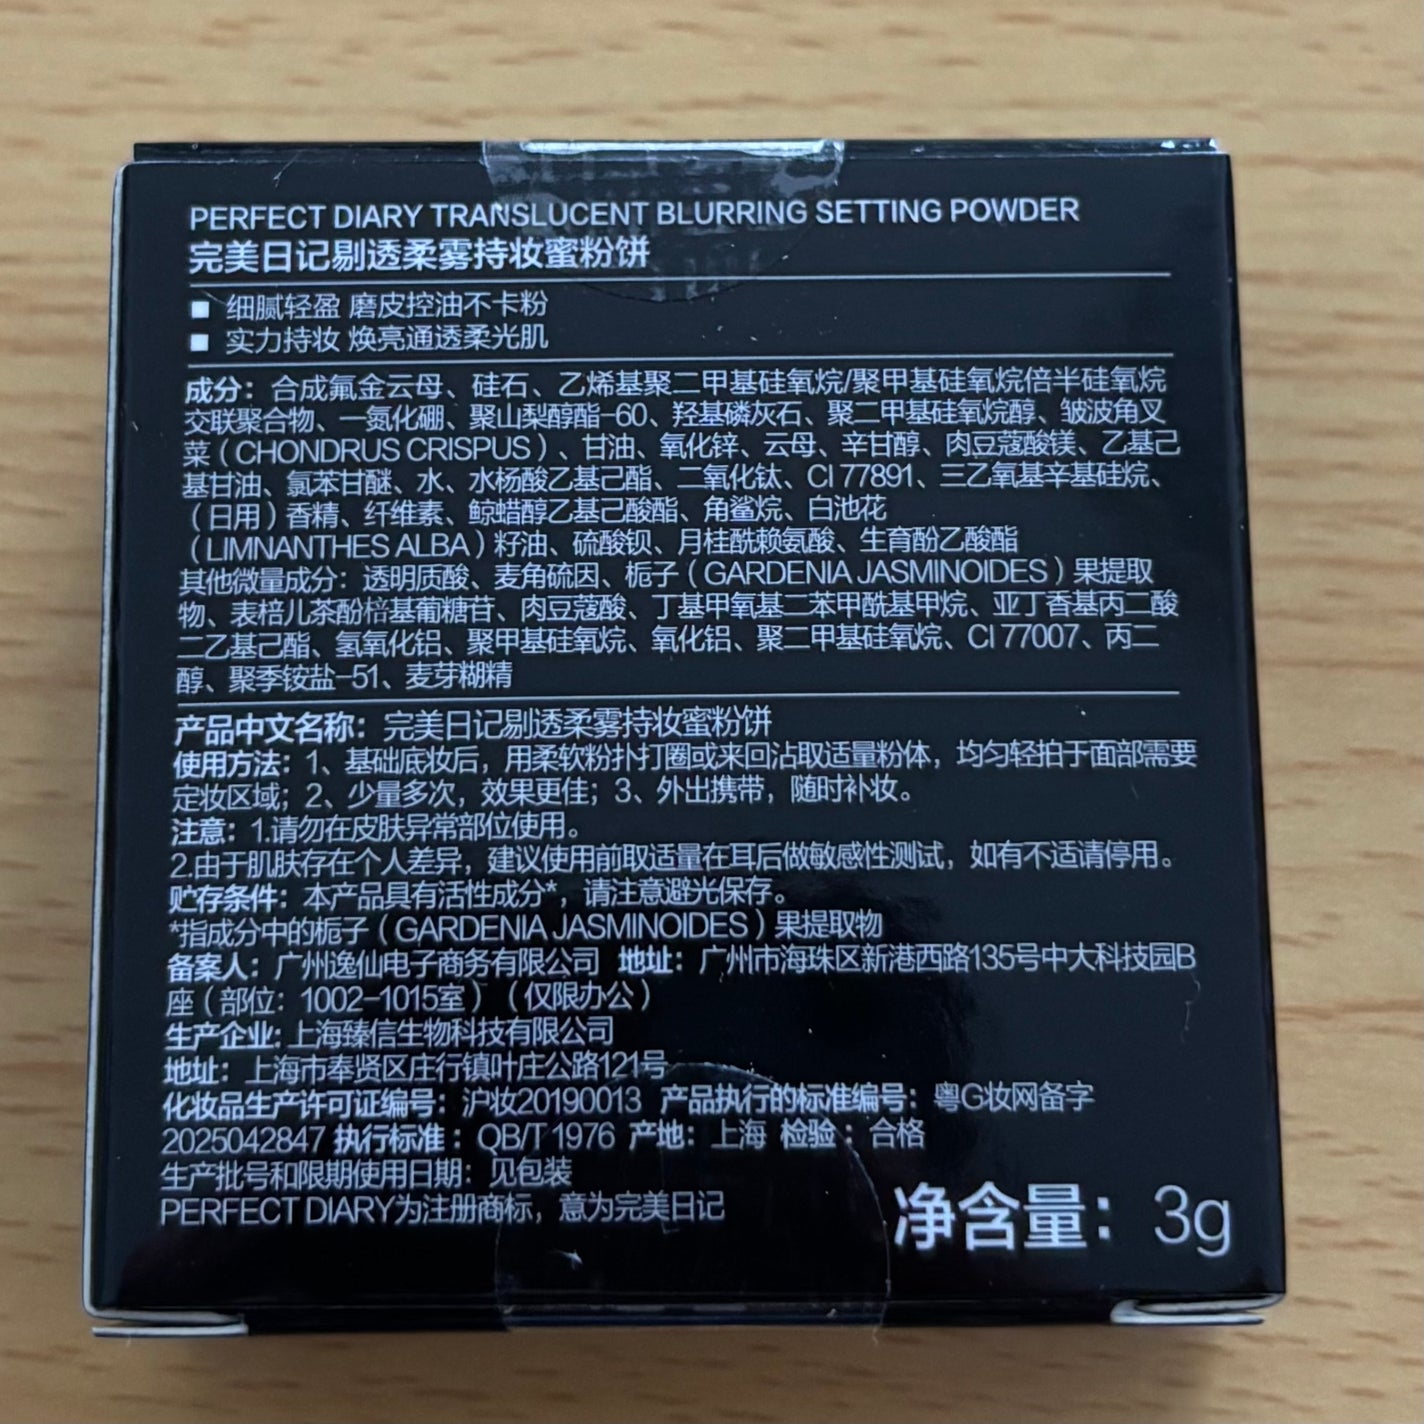 PERFECT DIARY TRANSLUCENT BLURRING SETTING POWDER
完美日记剔透柔雾持妆蜜粉饼
■ 细腻轻盈 磨皮控油不卡粉
■ 实力持妆 焕亮通透柔光肌
成分：合成氟金云母、硅石、乙烯基聚二甲基硅氧烷/聚甲基硅氧烷倍半硅氧烷
交联聚合物、一氮化硼、聚山梨醇酯-60、羟基磷灰石、聚二甲基硅氧烷醇、皱波角叉
菜（CHONDRUS CRISPUS）、甘油、氧化锌、云母、辛甘醇、肉豆蔻酸镁、乙基己
基甘油、氯苯甘醚、水、水杨酸乙基己酯、二氧化钛、CI 77891、三乙氧基辛基硅烷、
（日用）香精、纤维素、鲸蜡醇乙基己酸酯、角鲨烷、白池花
（LIMNANTHES ALBA）籽油、硫酸钡、月桂酰赖氨酸、生育酚乙酸酯
其他微量成分：透明质酸、麦角硫因、栀子（GARDENIA JASMINOIDES）果提取
物、表棓儿茶酚棓基葡糖苷、肉豆蔻酸、丁基甲氧基二苯甲酰基甲烷、亚丁香基丙二酸
二乙基己酯、氢氧化铝、聚甲基硅氧烷、氧化铝、聚二甲基硅氧烷、CI 77007、丙二
醇、聚季铵盐-51、麦芽糊精
产品中文名称：完美日记剔透柔雾持妆蜜粉饼
使用方法：1、基础底妆后，用柔软粉扑打圈或来回沾取适量粉体，均匀轻拍于面部需要
定妆区域；2、少量多次，效果更佳；3、外出携带，随时补妆。
注意：1.请勿在皮肤异常部位使用。
2.由于肌肤存在个人差异，建议使用前取适量在耳后做敏感性测试，如有不适请停用。
贮存条件：本产品具有活性成分*，请注意避光保存。
*指成分中的栀子（GARDENIA JASMINOIDES）果提取物
备案人：广州逸仙电子商务有限公司 地址：广州市海珠区新港西路135号中大科技园B
座（部位：1002-1015室）（仅限办公）
生产企业:上海臻信生物科技有限公司
地址：上海市奉贤区庄行镇叶庄公路121号
化妆品生产许可证编号：沪妆20190013 产品执行的标准编号：粤G妆网备字
2025042847 执行标准：QB/T 1976 产地：上海 检验：合格
生产批号和限期使用日期：见包装
PERFECT DIARY为注册商标，意为完美日记
净含量：3g